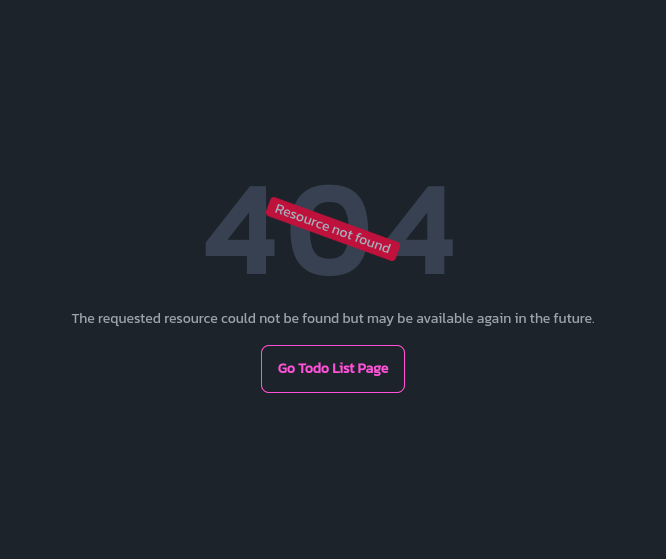 404
Resource not found
The requested resource could not be found but may be available again in the future.
Go Todo List Page